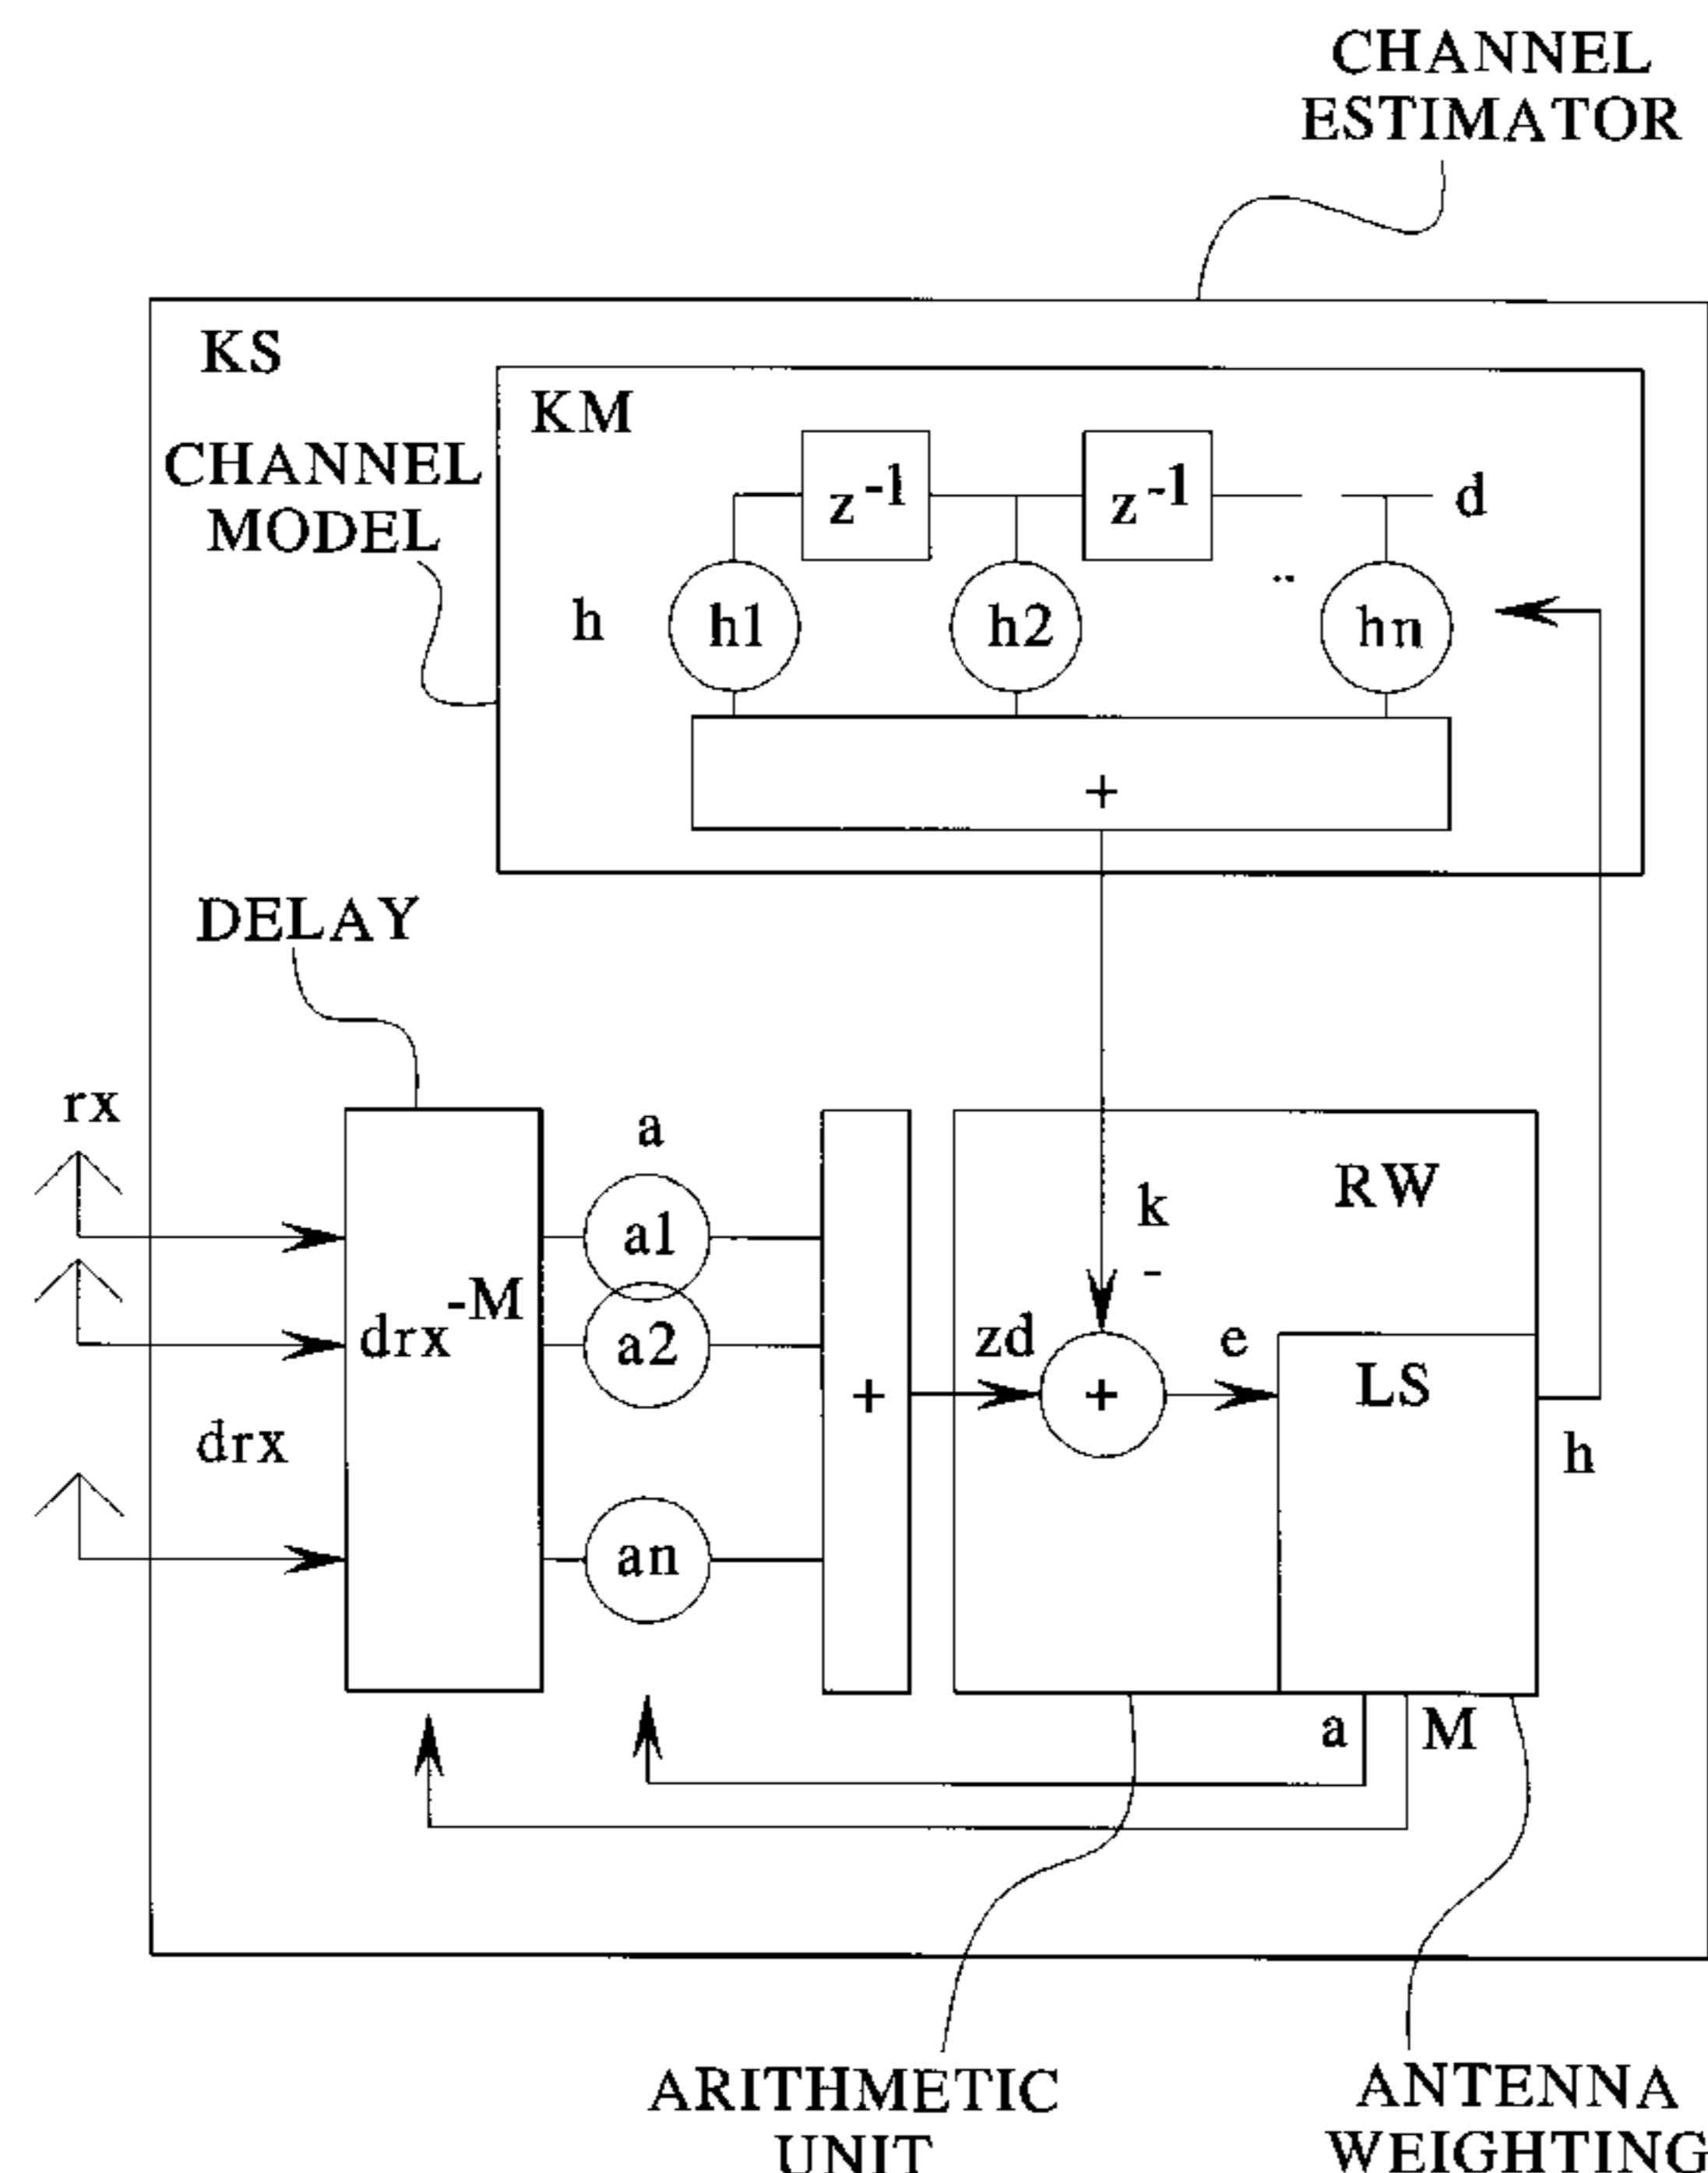 CHANNEL
ESTIMATOR
KS
KM
CHANNEL
MODEL
z-1
z-1
d
h
h1
h2
..
hn
+
DELAY
rx
a
a1
k
RW
-
drx-M
a2
zd
+
e
LS
+
drx
h
an
a
M
ARITHMETIC
UNIT
ANTENNA
WEIGHTING